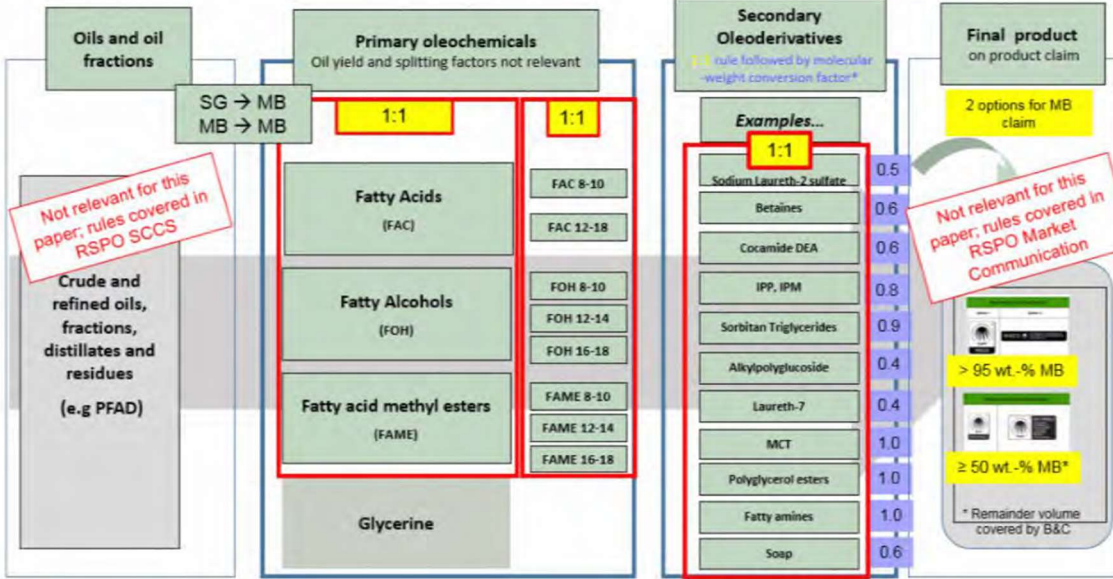 Oils and oil
fractions
Primary oleochemicals
Oil yield and splitting factors not relevant
Secondary
Oleoderivatives
1:1 rule followed by molecular
-weight conversion factor*
Final product
on product claim
SG → MB
MB → MB
1:1
1:1
Examples...
1:1
2 options for MB
claim
Not relevant for this
paper; rules covered in
RSPO SCCS
Crude and
refined oils,
fractions,
distillates and
residues
(e.g PFAD)
Fatty Acids
(FAC)
FAC 8-10
FAC 12-18
Fatty Alcohols
(FOH)
FOH 8-10
FOH 12-14
FOH 16-18
Fatty acid methyl esters
(FAME)
FAME 8-10
FAME 12-14
FAME 16-18
Glycerine
Sodium Laureth-2 sulfate 0.5
Betaines 0.6
Cocamide DEA 0.6
IPP, IPM 0.8
Sorbitan Triglycerides 0.9
Alkylpolyglucoside 0.4
Laureth-7 0.4
MCT 1.0
Polyglycerol esters 1.0
Fatty amines 1.0
Soap 0.6
Not relevant for this
paper; rules covered in
RSPO Market
Communication
> 95 wt.-% MB
≥ 50 wt.-% MB*
* Remainder volume
covered by B&C